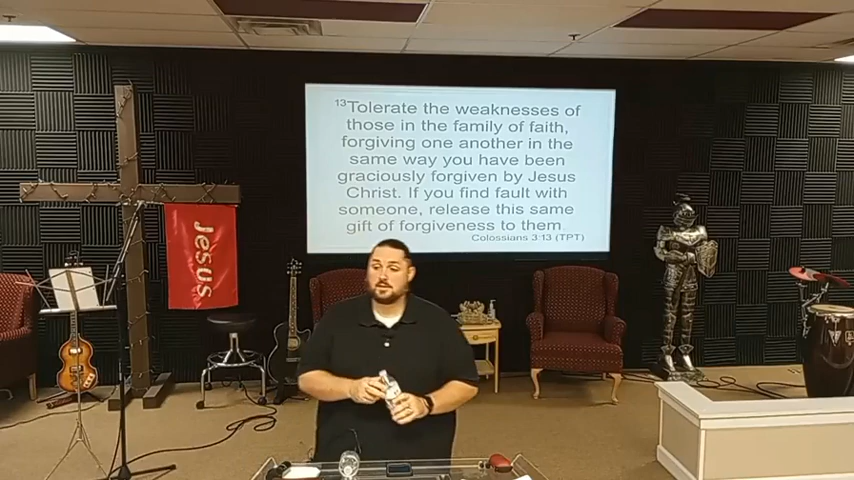 13Tolerate the weaknesses of
those in the family of faith,
forgiving one another in the
same way you have been
graciously forgiven by Jesus
Christ. If you find fault with
someone, release this same
gift of forgiveness to them.
Colossians 3:13 (TPT)
Jesus
is